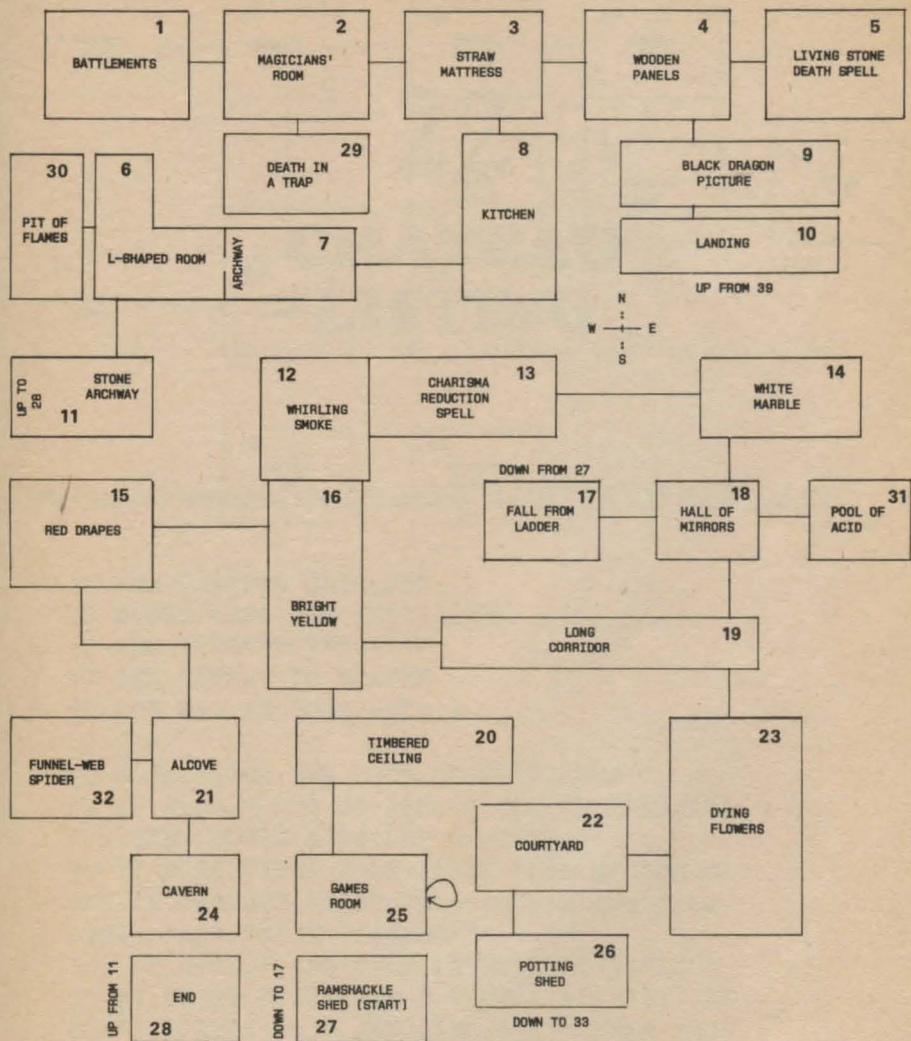 1
BATTLEMENTS
2
MAGICIANS'
ROOM
3
STRAW
MATTRESS
4
WOODEN
PANELS
5
LIVING STONE
DEATH SPELL
29
DEATH IN
A TRAP
8
KITCHEN
9
BLACK DRAGON
PICTURE
10
LANDING
UP FROM 39
30
PIT OF
FLAMES
6
L-SHAPED ROOM
7
ARCHWAY
N
W E
S
UP TO
28
STONE
ARCHWAY
11
12
WHIRLING
SMOKE
13
CHARISMA
REDUCTION
SPELL
14
WHITE
MARBLE
DOWN FROM 27
15
RED DRAPES
16
BRIGHT
YELLOW
17
FALL FROM
LADDER
18
HALL OF
MIRRORS
31
POOL OF
ACID
LONG
CORRIDOR
19
FUNNEL-WEB
SPIDER
32
ALCOVE
21
TIMBERED
CEILING
20
22
COURTYARD
23
DYING
FLOWERS
CAVERN
24
GAMES
ROOM
25
26
POTTING
SHED
DOWN TO 33
UP FROM 11
END
28
DOWN TO 17
RAMSHACKLE
SHED (START)
27